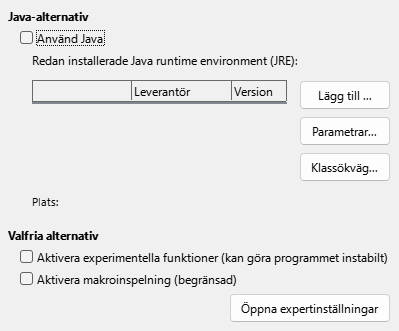 Java-alternativ
Använd Java
Redan installerade Java runtime environment (JRE):
Leverantör Version
Lägg till ...
Parametrar...
Klassökväg...
Plats:
Valfria alternativ
Aktivera experimentella funktioner (kan göra programmet instabilt)
Aktivera makroinspelning (begränsad)
Öppna expertinställningar